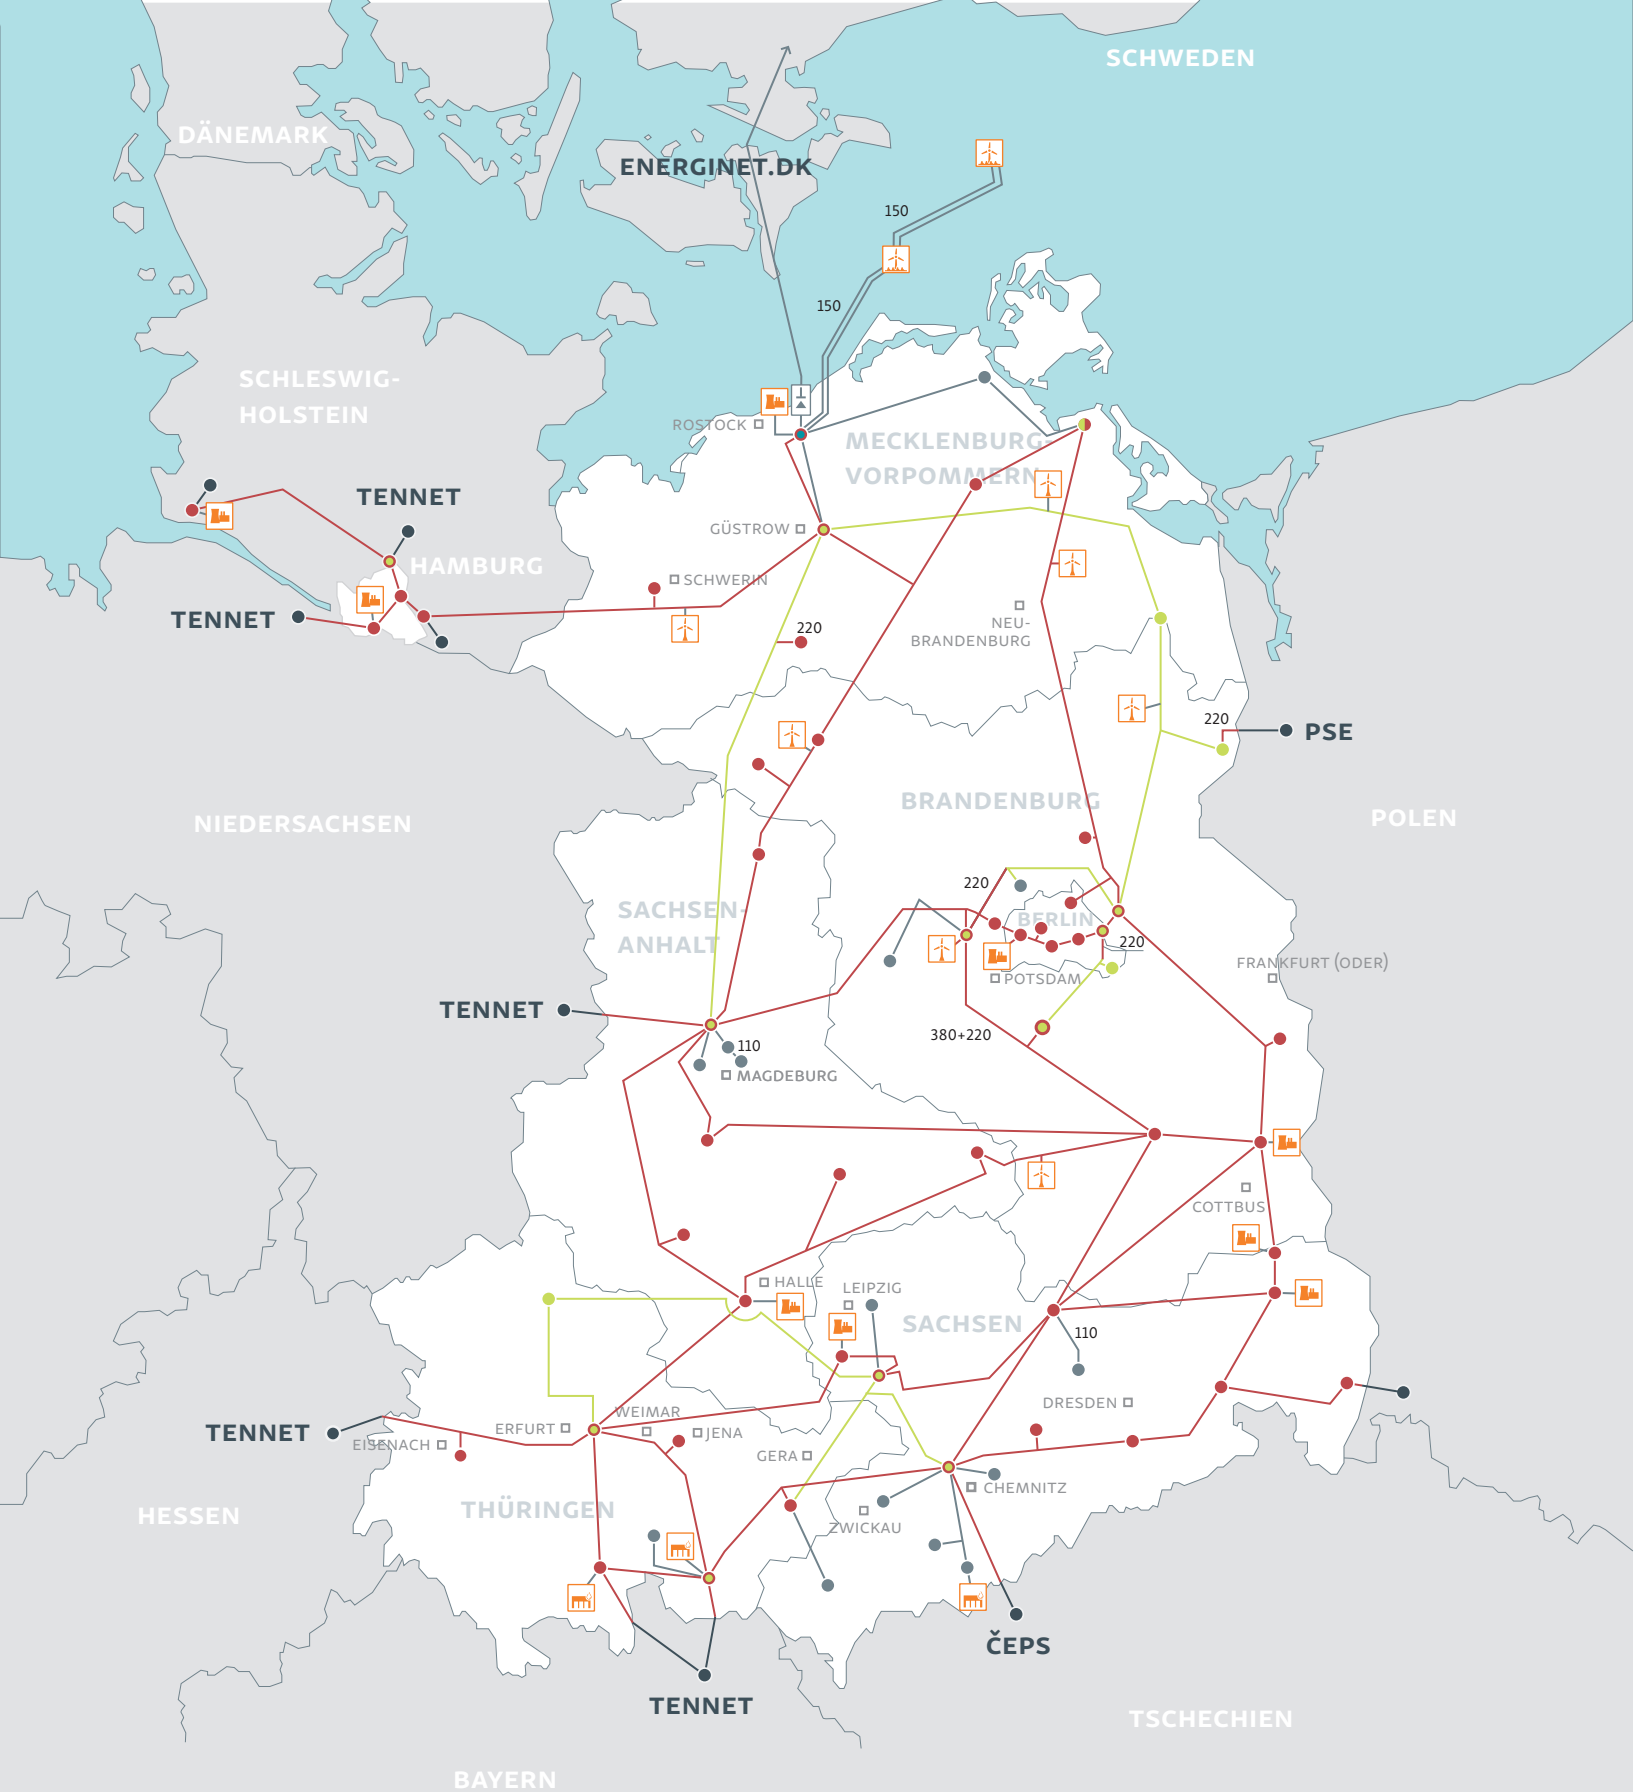 SCHWEDEN
DÄNEMARK
ENERGINET.DK
150
150
SCHLESWIG-
HOLSTEIN
ROSTOCK
MECKLENBURG-
VORPOMMERN
TENNET
GÜSTROW
HAMBURG
SCHWERIN
TENNET
220
NEU-
BRANDENBURG
220
PSE
BRANDENBURG
NIEDERSACHSEN
POLEN
220
SACHSEN-
ANHALT
BERLIN
220
FRANKFURT (ODER)
POTSDAM
TENNET
380+220
110
MAGDEBURG
COTTBUS
HALLE
LEIPZIG
SACHSEN
110
DRESDEN
WEIMAR
ERFURT
JENA
TENNET
EISENACH
GERA
CHEMNITZ
HESSEN
THÜRINGEN
ZWICKAU
ČEPS
TENNET
TSCHECHIEN
BAYERN